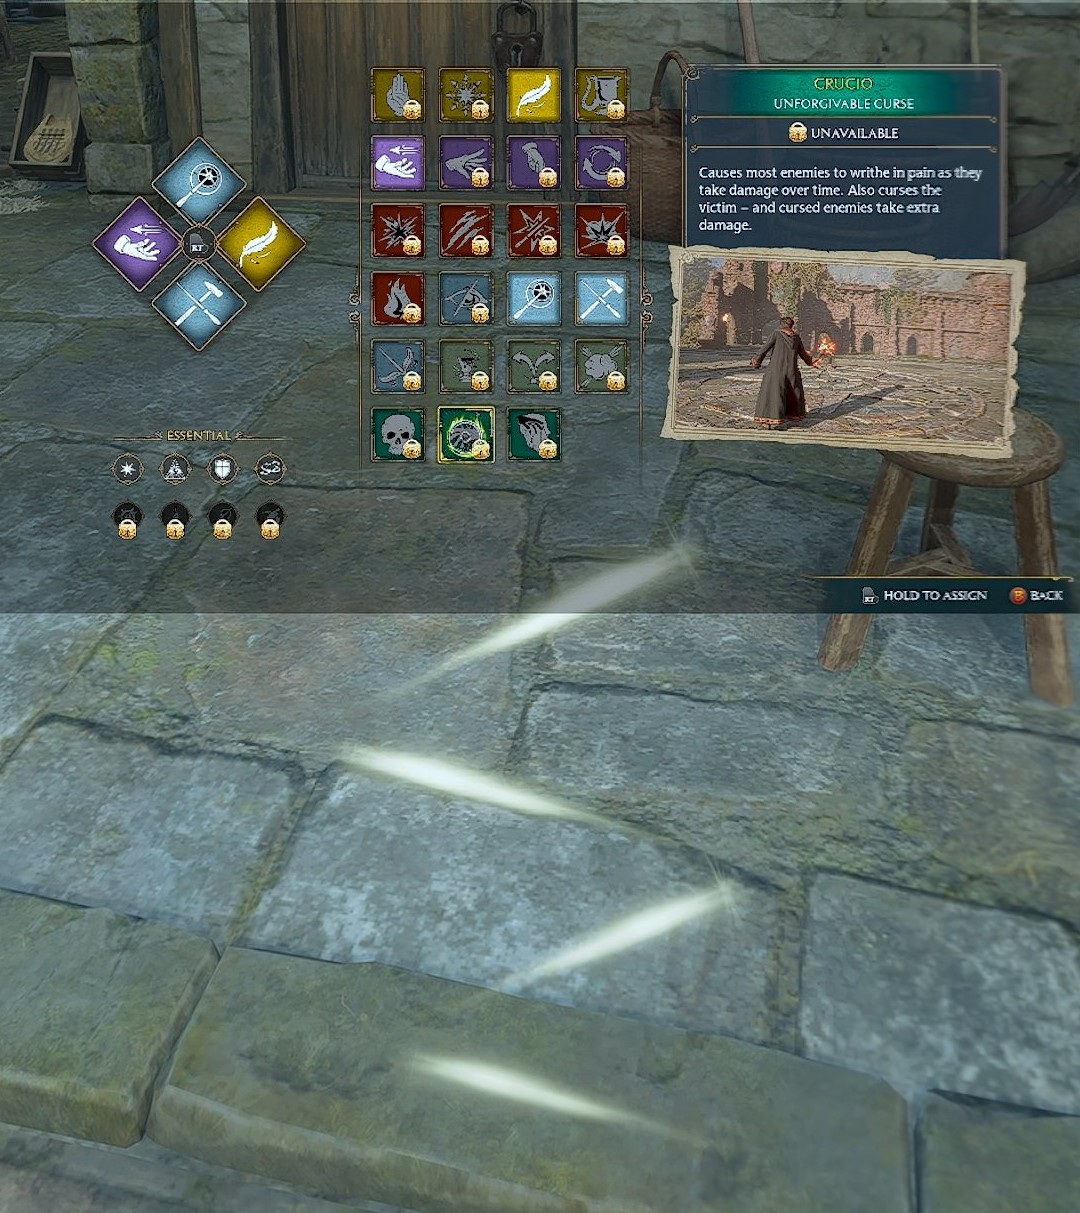 CRUCIO
UNFORGIVABLE CURSE
UNAVAILABLE
Causes most enemies to writhe in pain as they
take damage over time. Also curses the
victim – and cursed enemies take extra
damage.
RT
ESSENTIAL
RT HOLD TO ASSIGN B BACK